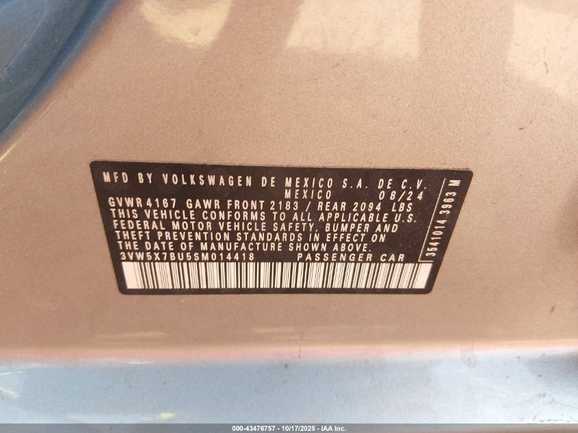 MFD BY VOLKSWAGEN DE MEXICO S.A. DE C.V.
MEXICO 08/24
GVWR 4167 GAWR FRONT 2183 / REAR 2094 LBS
THIS VEHICLE CONFORMS TO ALL APPLICABLE U.S.
FEDERAL MOTOR VEHICLE SAFETY, BUMPER AND
THEFT PREVENTION STANDARDS IN EFFECT ON
THE DATE OF MANUFACTURE SHOWN ABOVE.
3VW5X7BU5SM014418 PASSENGER CAR
3541014 3963 M
000-43476757 - 10/17/2025 - IAA Inc.